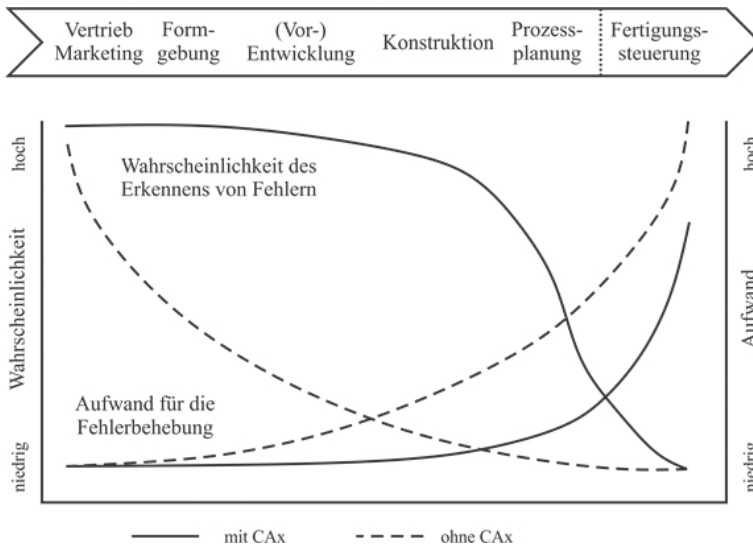 Vertrieb
Marketing
Form-
gebung
(Vor-)
Entwicklung
Konstruktion
Prozess-
planung
Fertigungs-
steuerung
hoch
Wahrscheinlichkeit
niedrig
Wahrscheinlichkeit des
Erkennens von Fehlern
Aufwand für die
Fehlerbehebung
hoch
Aufwand
niedrig
mit CAx
ohne CAx